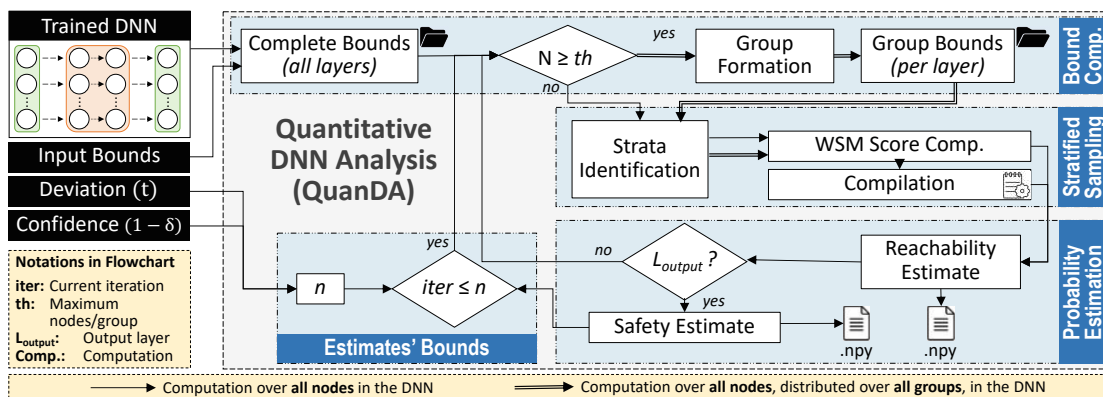 Trained DNN
Input Bounds
Deviation (t)
Confidence (1 − δ)
Notations in Flowchart
iter: Current iteration
th: Maximum
nodes/group
L_output: Output layer
Comp.: Computation
Complete Bounds
(all layers)
N ≥ th
yes
no
Group
Formation
Group Bounds
(per layer)
Bound
Comp.
Quantitative
DNN Analysis
(QuanDA)
Strata
Identification
WSM Score Comp.
Compilation
Stratified
Sampling
yes
n
iter ≤ n
Estimates' Bounds
no
L_output ?
yes
Reachability
Estimate
Safety Estimate
.npy
.npy
Probability
Estimation
Computation over all nodes in the DNN
Computation over all nodes, distributed over all groups, in the DNN